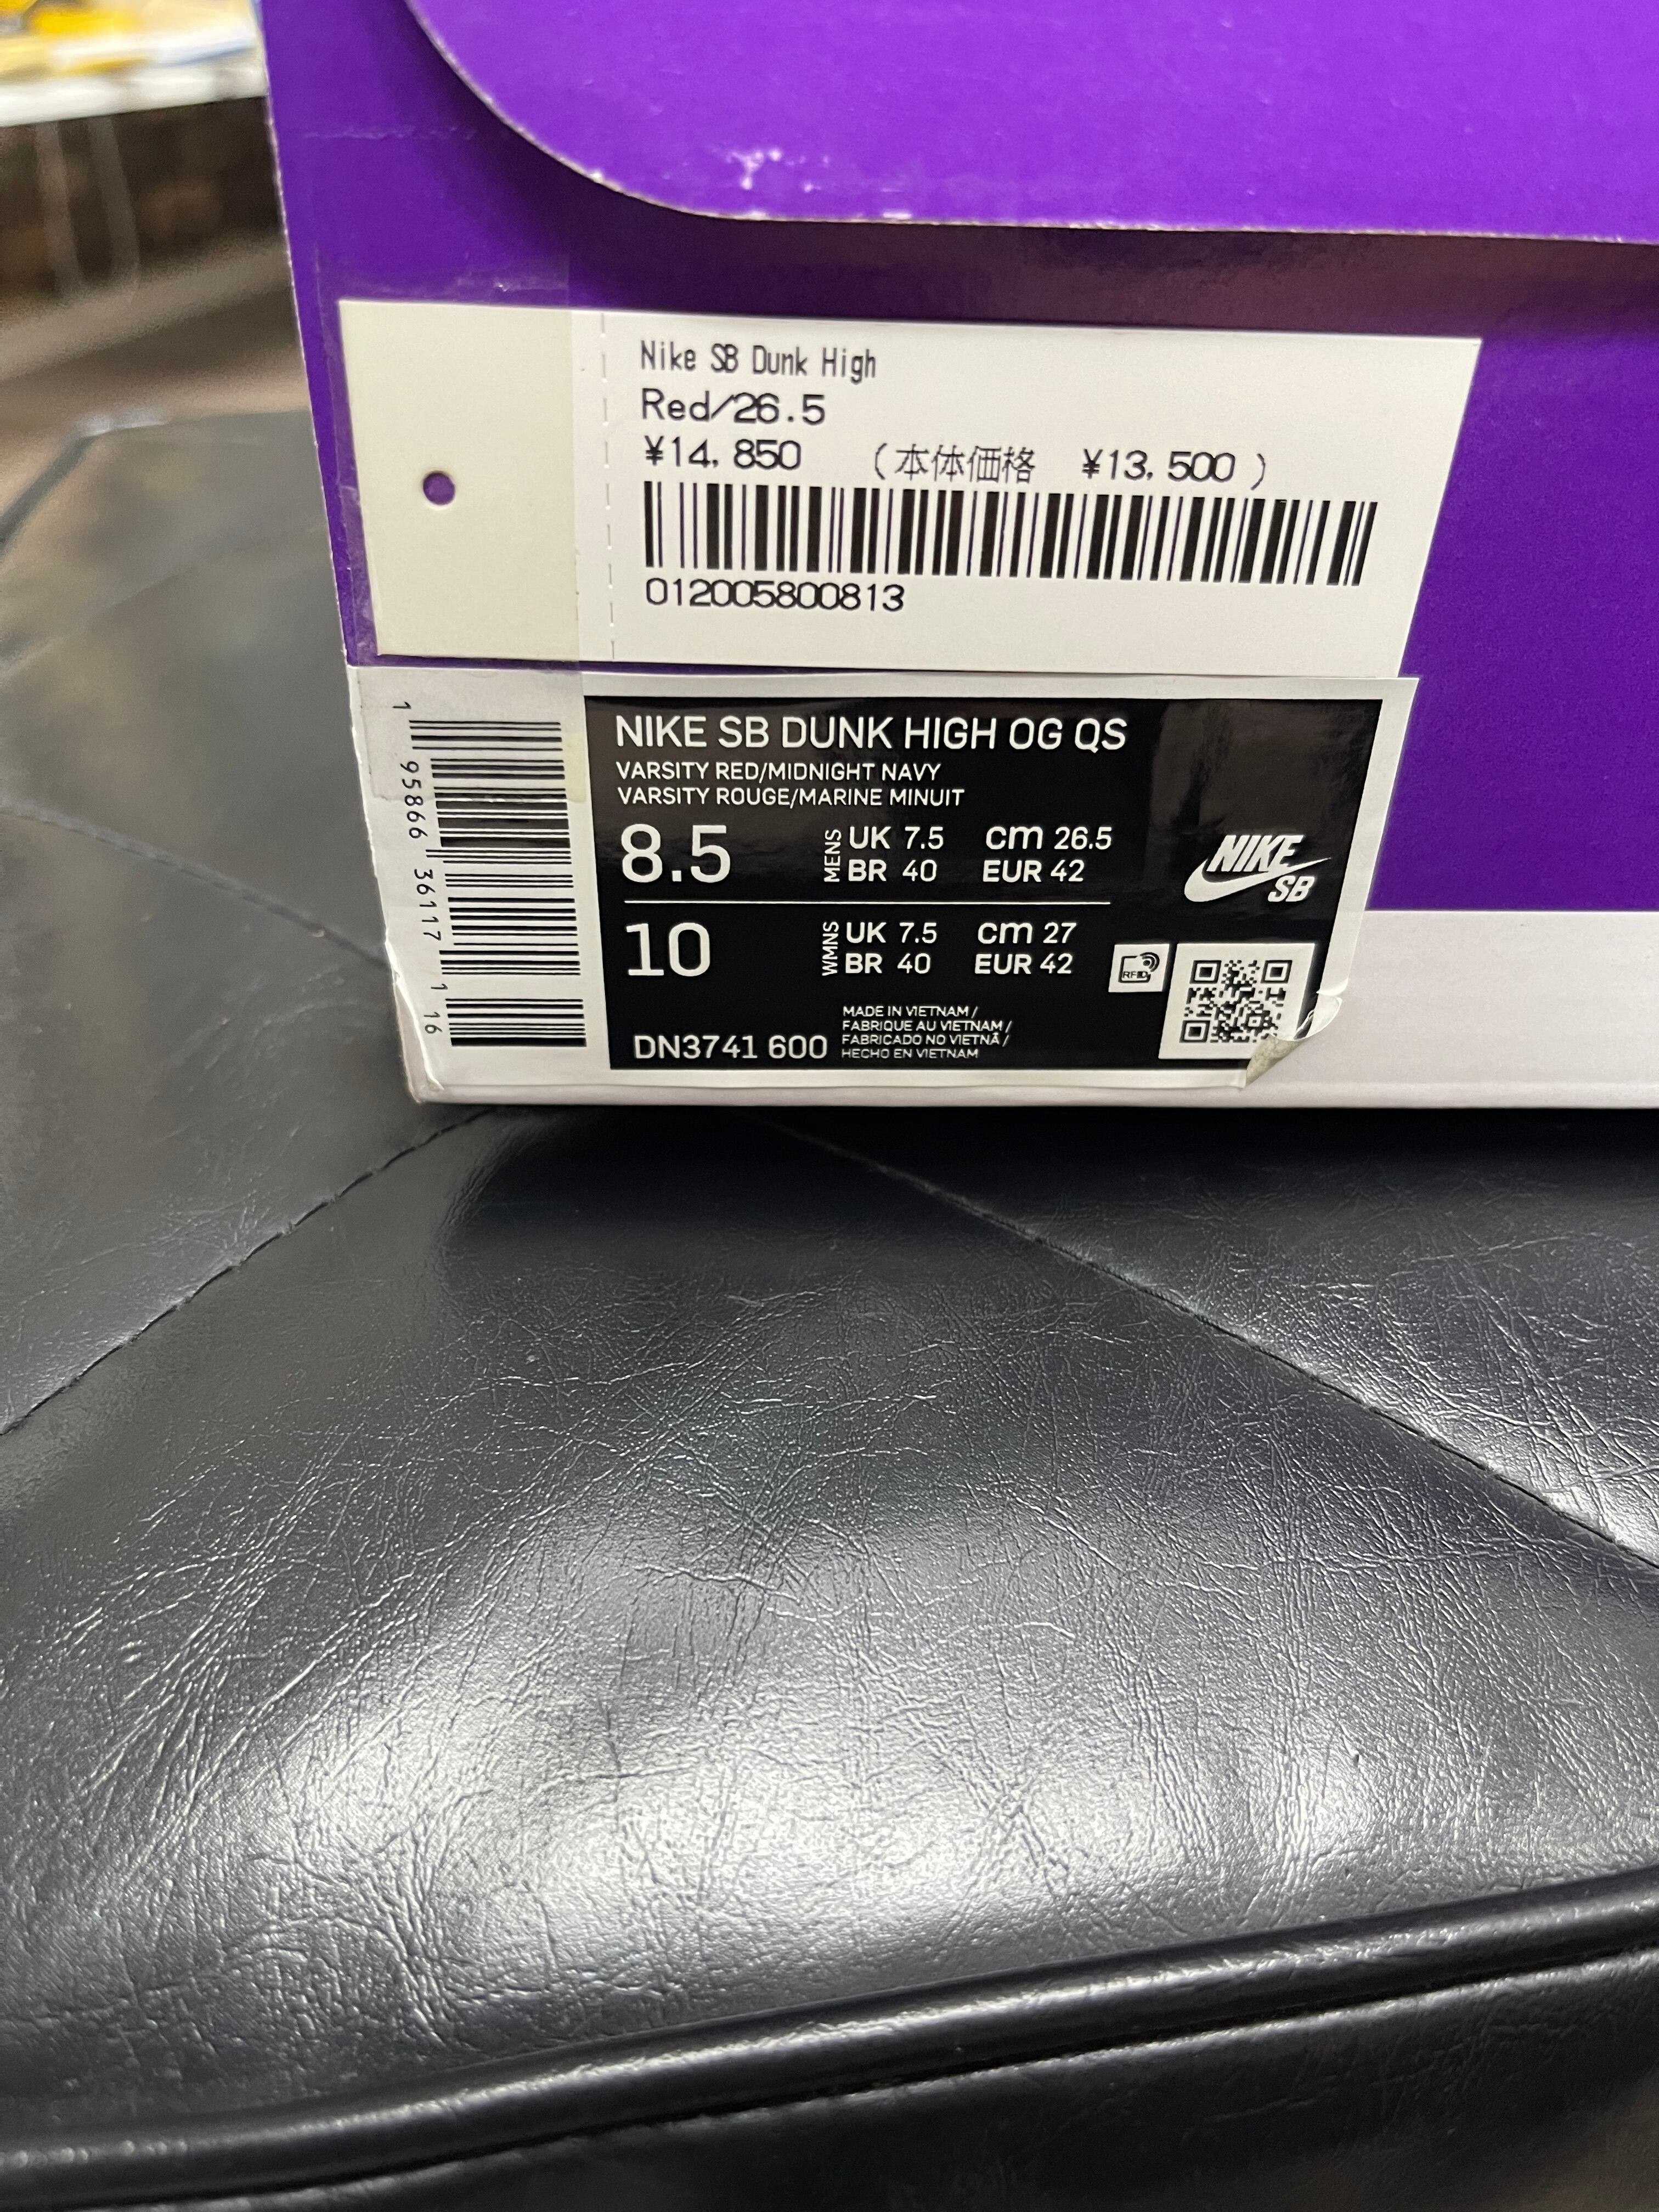 Nike SB Dunk High
Red/26.5
¥14,850 (本体価格 ¥13,500 )
012005800813
1 95866 36117 1 16
NIKE SB DUNK HIGH OG QS
VARSITY RED/MIDNIGHT NAVY
VARSITY ROUGE/MARINE MINUIT
8.5 MENS UK 7.5 cm 26.5
BR 40 EUR 42
10 WMNS UK 7.5 cm 27
BR 40 EUR 42
NIKE
SB
RFID
DN3741 600
MADE IN VIETNAM /
FABRIQUE AU VIETNAM /
FABRICADO NO VIETNÃ /
HECHO EN VIETNAM